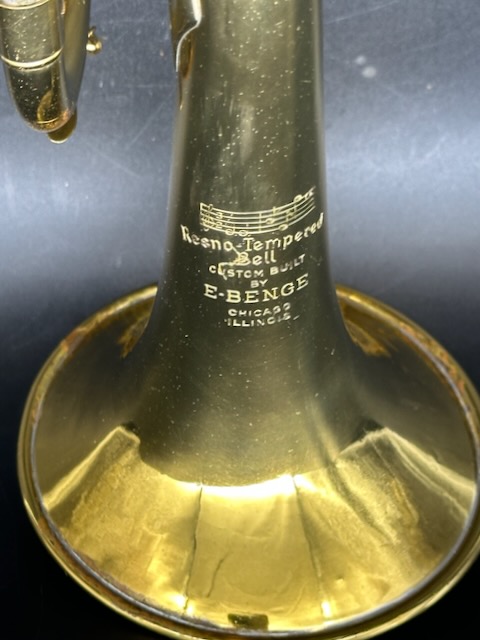 Resno-Tempered
Bell
CUSTOM BUILT
BY
E-BENGE
CHICAGO
ILLINOIS